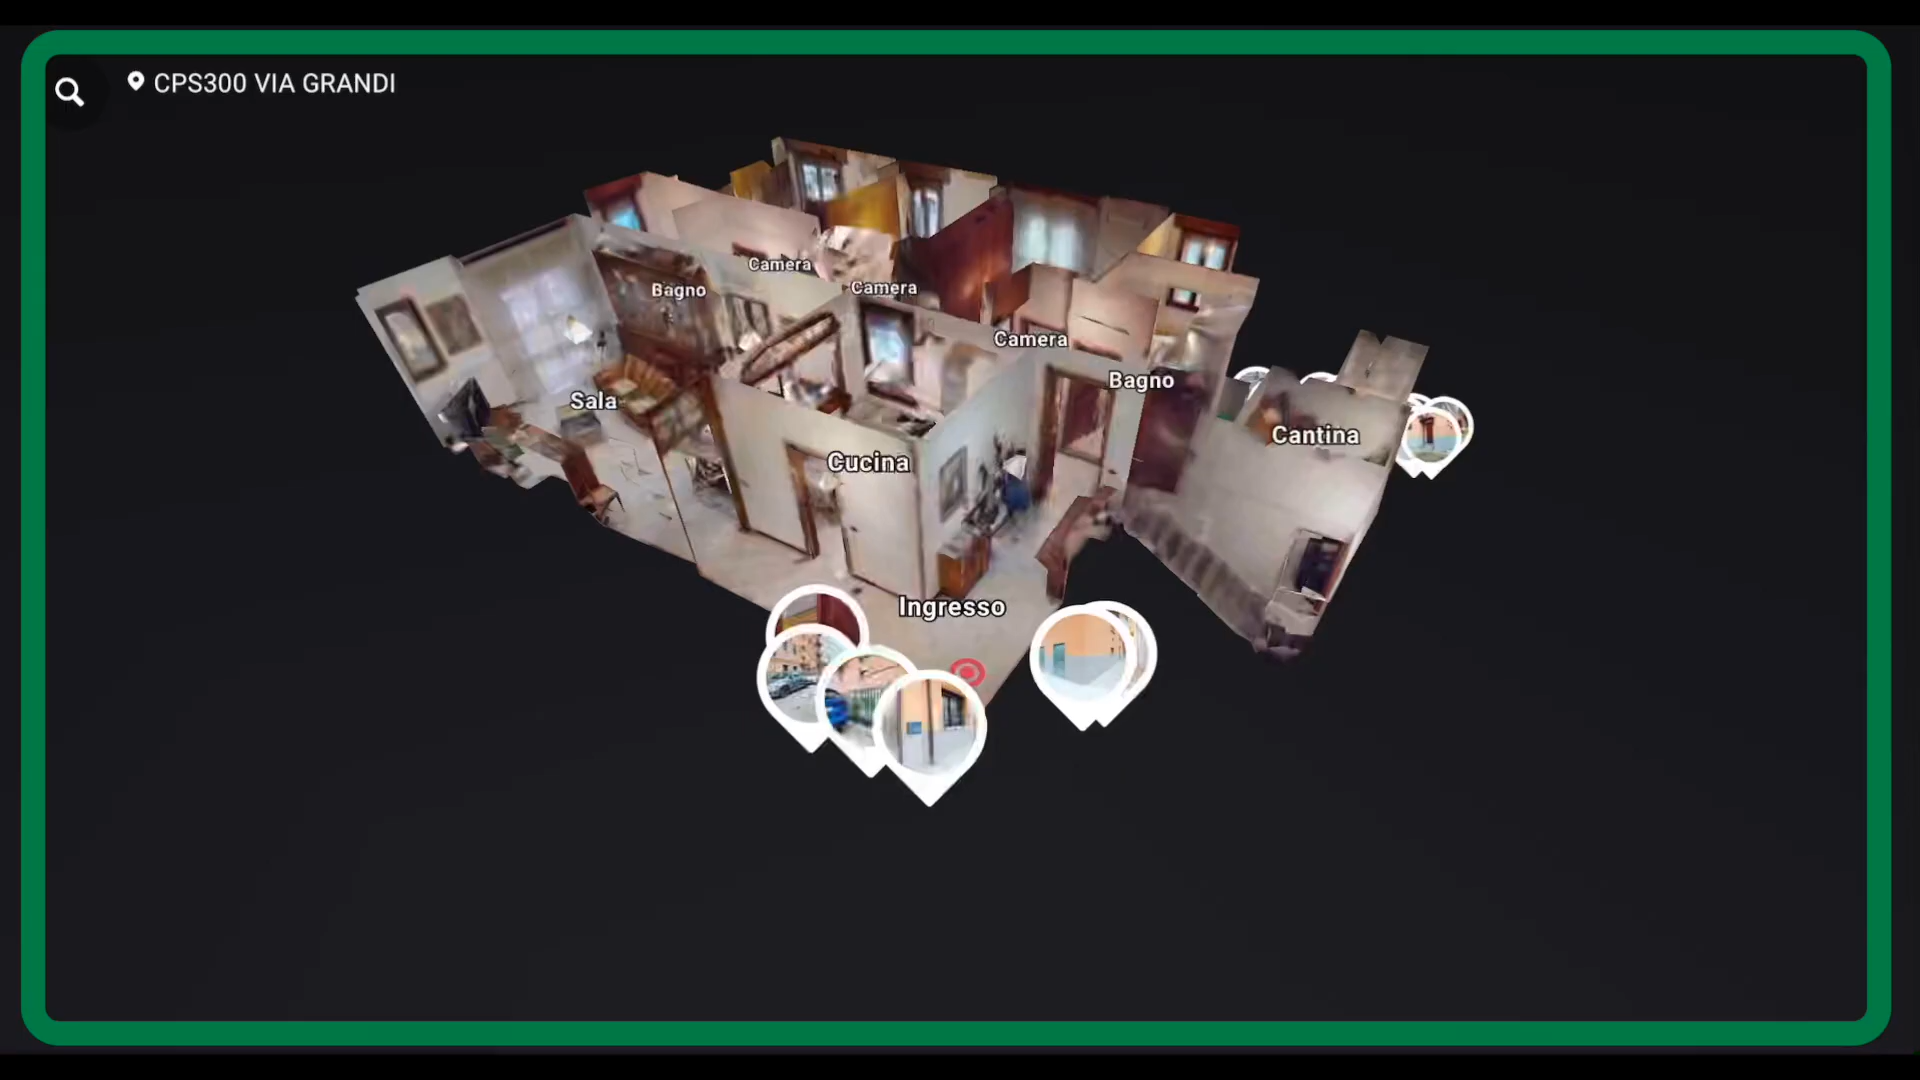 CPS300 VIA GRANDI
Camera
Bagno
Camera
Camera
Bagno
Sala
Cantina
Cucina
Ingresso